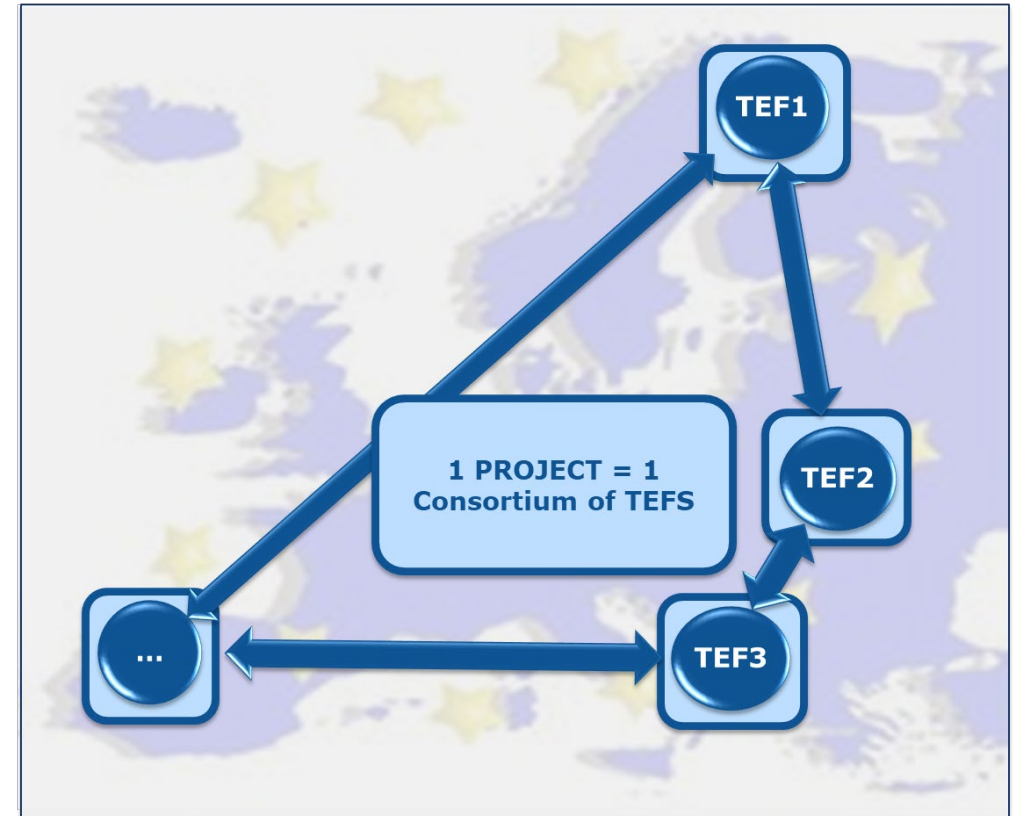 TEF1
1 PROJECT = 1
Consortium of TEFS
TEF2
...
TEF3